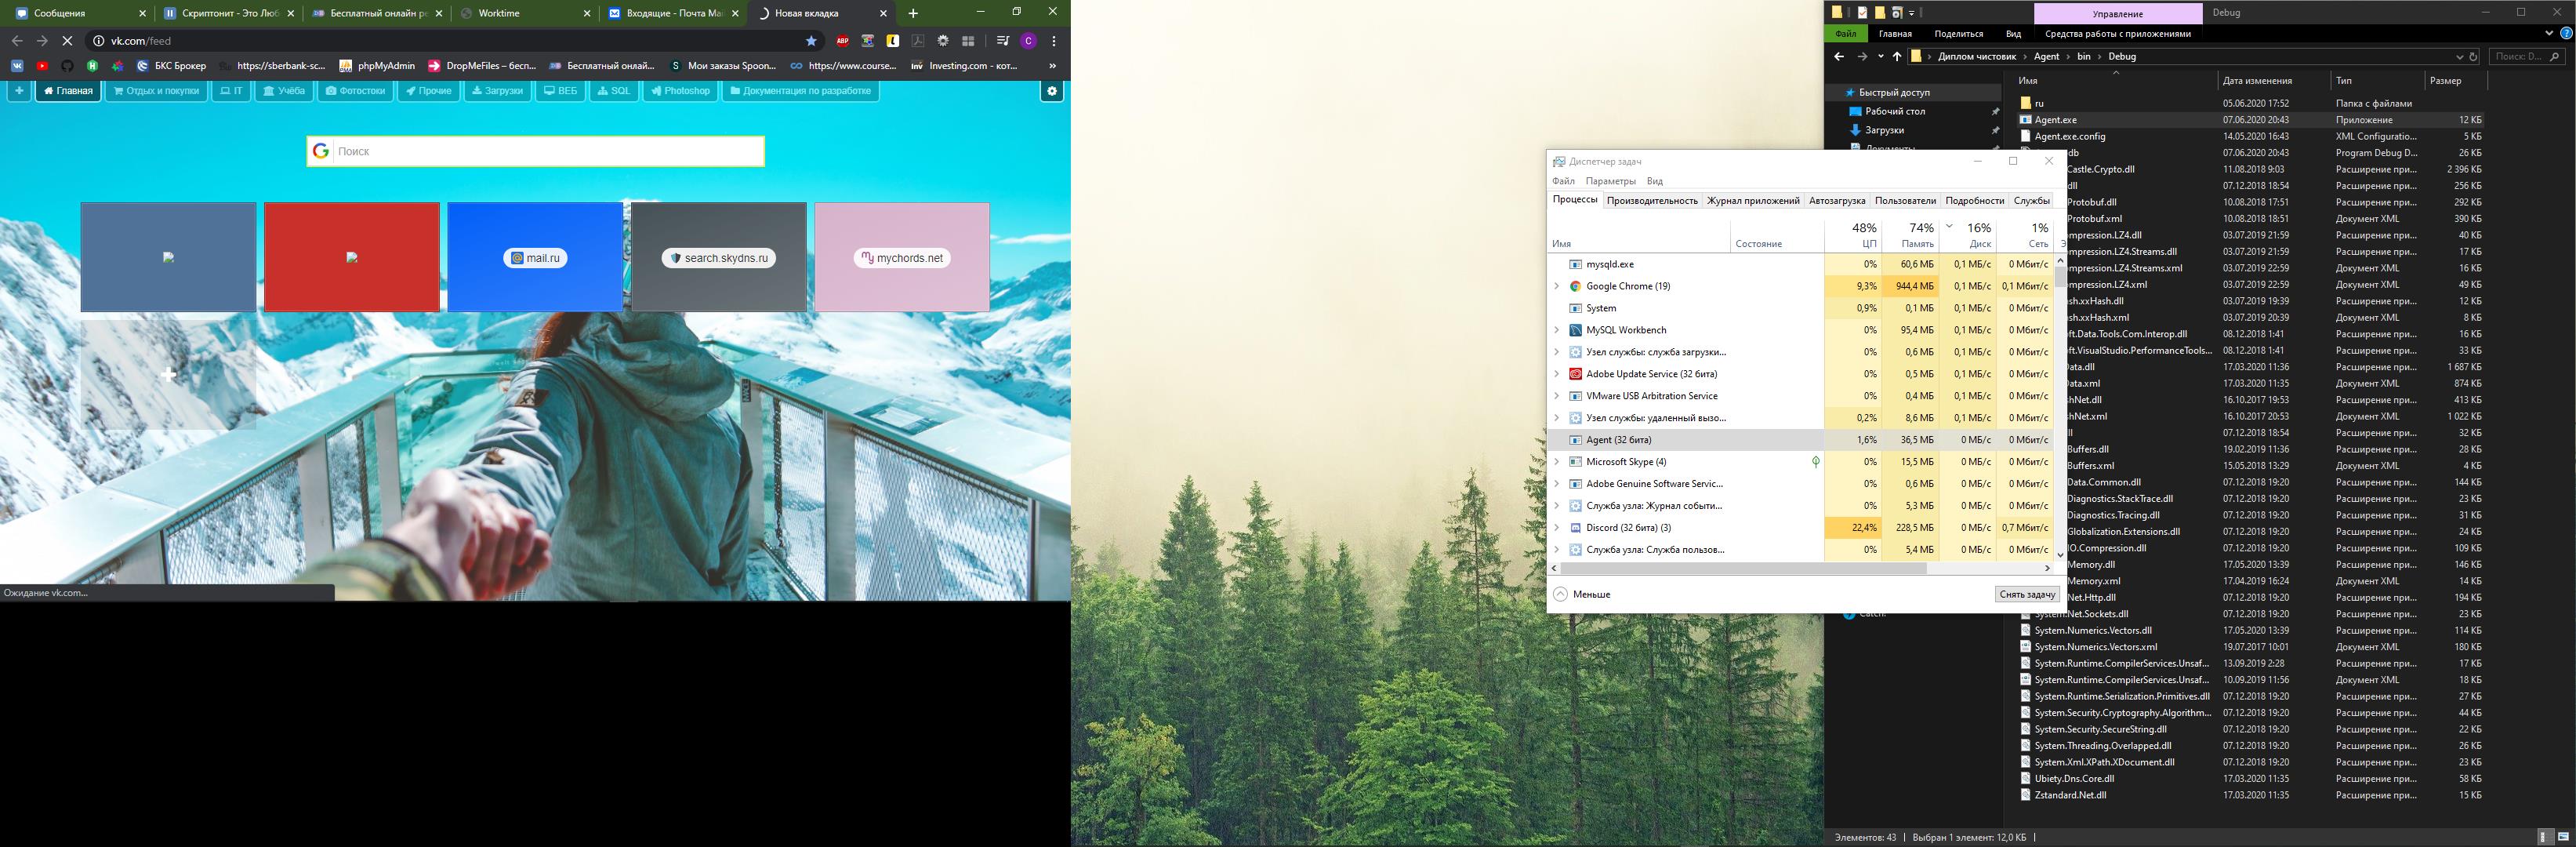 Сообщения
Скриптонит - Это Люб
Бесплатный онлайн ре
Worktime
Входящие - Почта Mai
Новая вкладка
vk.com/feed
БКС Брокер
https://sberbank-sc...
phpMyAdmin
DropMeFiles – бесп...
Бесплатный онлай...
Мои заказы Spoon...
https://www.course...
Investing.com - кот...
Главная
Отдых и покупки
IT
Учёба
Фотостоки
Прочие
Загрузки
ВЕБ
SQL
Photoshop
Документация по разработке
Поиск
mail.ru
search.skydns.ru
mychords.net
Ожидание vk.com...
Диспетчер задач
Файл Параметры Вид
Процессы Производительность Журнал приложений Автозагрузка Пользователи Подробности Службы
48% 74% 16% 1%
Имя Состояние ЦП Память Диск Сеть Э
mysqld.exe 0% 60,6 МБ 0,1 МБ/с 0 Мбит/с
Google Chrome (19) 9,3% 944,4 МБ 0,1 МБ/с 0,1 Мбит/с
System 0,9% 0,1 МБ 0,1 МБ/с 0 Мбит/с
MySQL Workbench 0% 95,4 МБ 0,1 МБ/с 0 Мбит/с
Узел службы: служба загрузки... 0% 0,6 МБ 0,1 МБ/с 0 Мбит/с
Adobe Update Service (32 бита) 0% 0,5 МБ 0,1 МБ/с 0 Мбит/с
VMware USB Arbitration Service 0% 0,4 МБ 0,1 МБ/с 0 Мбит/с
Узел службы: удаленный вызо... 0,2% 8,6 МБ 0,1 МБ/с 0 Мбит/с
Agent (32 бита) 1,6% 36,5 МБ 0 МБ/с 0 Мбит/с
Microsoft Skype (4) 0% 15,5 МБ 0 МБ/с 0 Мбит/с
Adobe Genuine Software Servic... 0% 0,6 МБ 0 МБ/с 0 Мбит/с
Служба узла: Журнал событи... 0% 5,3 МБ 0 МБ/с 0 Мбит/с
Discord (32 бита) (3) 22,4% 228,5 МБ 0 МБ/с 0,7 Мбит/с
Служба узла: Служба пользов... 0% 5,4 МБ 0 МБ/с 0 Мбит/с
Меньше
Снять задачу
Управление Debug
Файл Главная Поделиться Вид Средства работы с приложениями
Диплом чистовик Agent bin Debug Поиск: D...
Имя Дата изменения Тип Размер
Быстрый доступ
Рабочий стол
Загрузки
Документы
ru 05.06.2020 17:52 Папка с файлами
Agent.exe 07.06.2020 20:43 Приложение 12 КБ
Agent.exe.config 14.05.2020 16:43 XML Configuratio... 5 КБ
db 07.06.2020 20:43 Program Debug D... 26 КБ
Castle.Crypto.dll 11.08.2018 9:03 Расширение при... 2 396 КБ
dll 07.12.2018 18:54 Расширение при... 256 КБ
Protobuf.dll 10.08.2018 17:51 Расширение при... 292 КБ
Protobuf.xml 10.08.2018 18:51 Документ XML 390 КБ
mpression.LZ4.dll 03.07.2019 21:59 Расширение при... 40 КБ
mpression.LZ4.Streams.dll 03.07.2019 21:59 Расширение при... 17 КБ
mpression.LZ4.Streams.xml 03.07.2019 22:59 Документ XML 16 КБ
mpression.LZ4.xml 03.07.2019 22:59 Документ XML 49 КБ
sh.xxHash.dll 03.07.2019 19:39 Расширение при... 12 КБ
sh.xxHash.xml 03.07.2019 20:39 Документ XML 8 КБ
ft.Data.Tools.Com.Interop.dll 08.12.2018 1:41 Расширение при... 16 КБ
ft.VisualStudio.PerformanceTools... 08.12.2018 1:41 Расширение при... 33 КБ
ata.dll 17.03.2020 11:36 Расширение при... 1 687 КБ
ata.xml 17.03.2020 11:35 Документ XML 874 КБ
shNet.dll 16.10.2017 19:53 Расширение при... 413 КБ
shNet.xml 16.10.2017 20:53 Документ XML 1 022 КБ
ll 07.12.2018 18:54 Расширение при... 32 КБ
Buffers.dll 19.02.2019 11:36 Расширение при... 28 КБ
Buffers.xml 15.05.2018 13:29 Документ XML 4 КБ
Data.Common.dll 07.12.2018 19:20 Расширение при... 144 КБ
Diagnostics.StackTrace.dll 07.12.2018 19:20 Расширение при... 23 КБ
Diagnostics.Tracing.dll 07.12.2018 19:20 Расширение при... 31 КБ
Globalization.Extensions.dll 07.12.2018 19:20 Расширение при... 24 КБ
IO.Compression.dll 07.12.2018 19:20 Расширение при... 109 КБ
Memory.dll 17.05.2020 13:39 Расширение при... 146 КБ
Memory.xml 17.04.2019 16:24 Документ XML 14 КБ
Net.Http.dll 07.12.2018 19:20 Расширение при... 194 КБ
System.Net.Sockets.dll 07.12.2018 19:20 Расширение при... 23 КБ
System.Numerics.Vectors.dll 17.05.2020 13:39 Расширение при... 114 КБ
System.Numerics.Vectors.xml 19.07.2017 10:01 Документ XML 180 КБ
System.Runtime.CompilerServices.Unsaf... 13.09.2019 2:28 Расширение при... 17 КБ
System.Runtime.CompilerServices.Unsaf... 10.09.2019 11:56 Документ XML 18 КБ
System.Runtime.Serialization.Primitives.dll 07.12.2018 19:20 Расширение при... 27 КБ
System.Security.Cryptography.Algorithm... 07.12.2018 19:20 Расширение при... 44 КБ
System.Security.SecureString.dll 07.12.2018 19:20 Расширение при... 22 КБ
System.Threading.Overlapped.dll 07.12.2018 19:20 Расширение при... 26 КБ
System.Xml.XPath.XDocument.dll 07.12.2018 19:20 Расширение при... 23 КБ
Ubiety.Dns.Core.dll 17.03.2020 11:35 Расширение при... 58 КБ
Zstandard.Net.dll 17.03.2020 11:35 Расширение при... 15 КБ
Элементов: 43 Выбран 1 элемент: 12,0 КБ